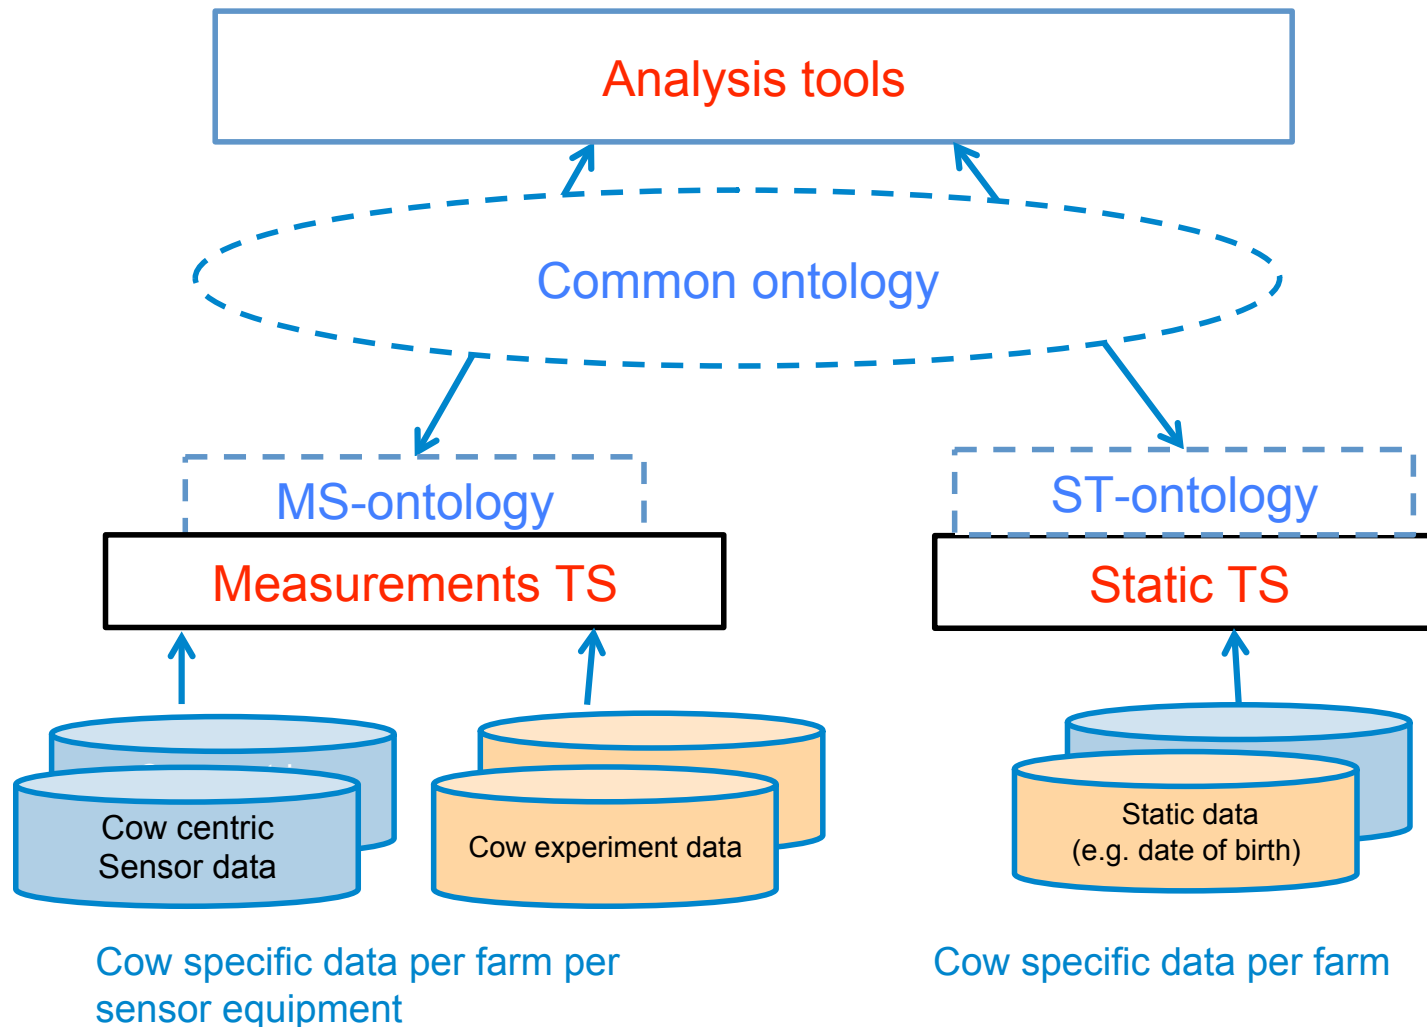 Analysis tools
Common ontology
MS-ontology
ST-ontology
Measurements TS
Static TS
Cow centric
Sensor data
Cow experiment data
Static data
(e.g. date of birth)
Cow specific data per farm per
sensor equipment
Cow specific data per farm